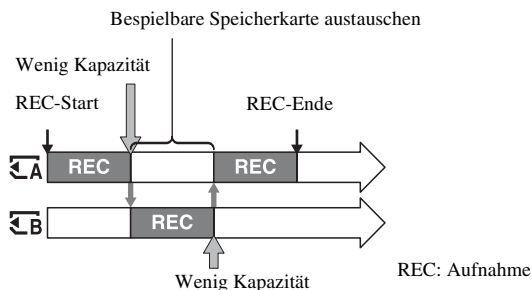 Bespielbare Speicherkarte austauschen
Wenig Kapazität
REC-Start
REC-Ende
A REC REC
B REC
Wenig Kapazität
REC: Aufnahme